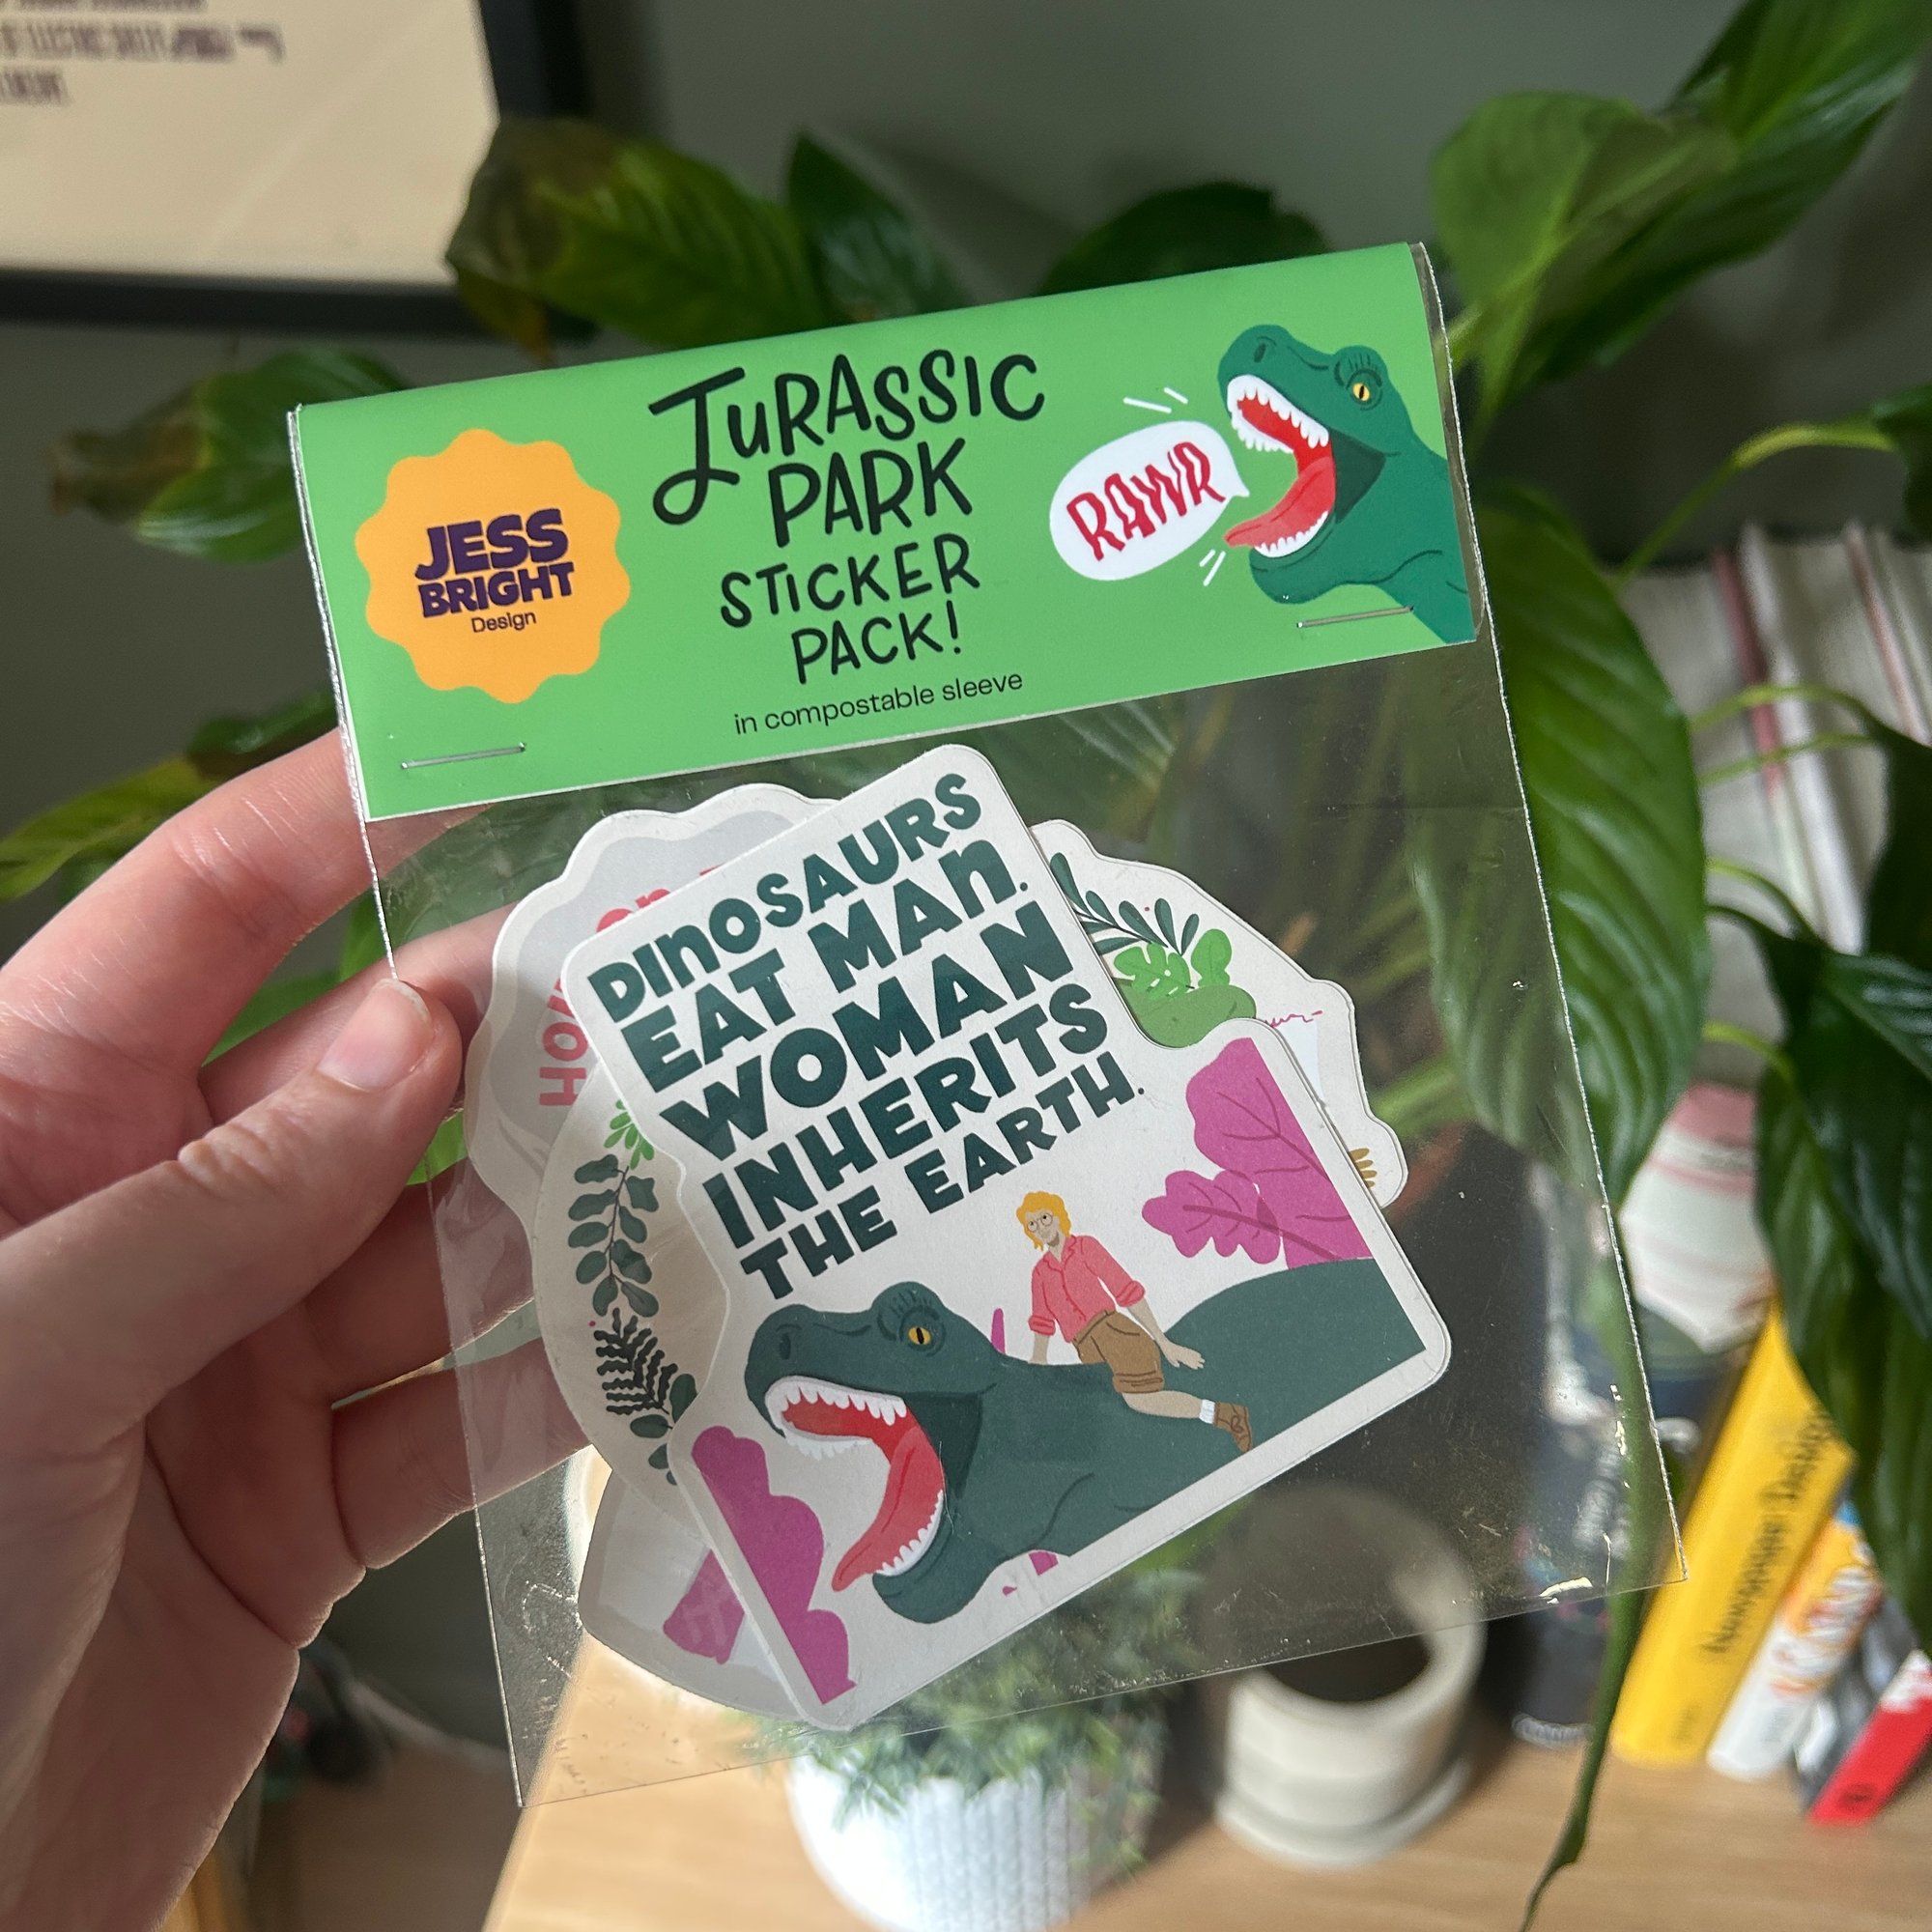 JESS
BRIGHT
Design
JURASSIC
PARK
STICKER
PACK!
in compostable sleeve
RAWR
DINOSAURS
EAT MAN.
WOMAN
INHERITS
THE EARTH.